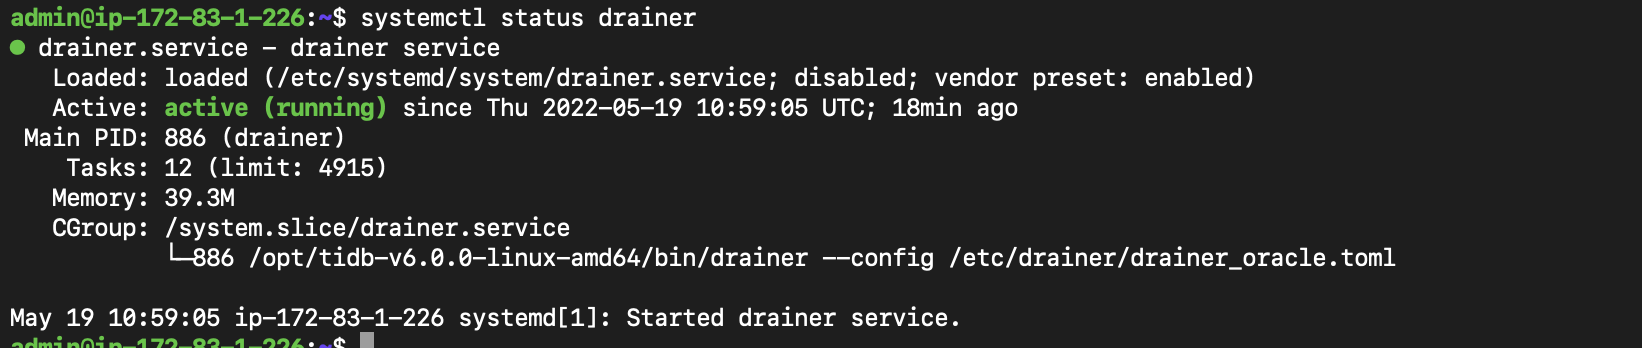 admin@ip-172-83-1-226:~$ systemctl status drainer
● drainer.service - drainer service
   Loaded: loaded (/etc/systemd/system/drainer.service; disabled; vendor preset: enabled)
   Active: active (running) since Thu 2022-05-19 10:59:05 UTC; 18min ago
 Main PID: 886 (drainer)
    Tasks: 12 (limit: 4915)
   Memory: 39.3M
   CGroup: /system.slice/drainer.service
           └─886 /opt/tidb-v6.0.0-linux-amd64/bin/drainer --config /etc/drainer/drainer_oracle.toml

May 19 10:59:05 ip-172-83-1-226 systemd[1]: Started drainer service.
admin@ip-172-83-1-226:~$